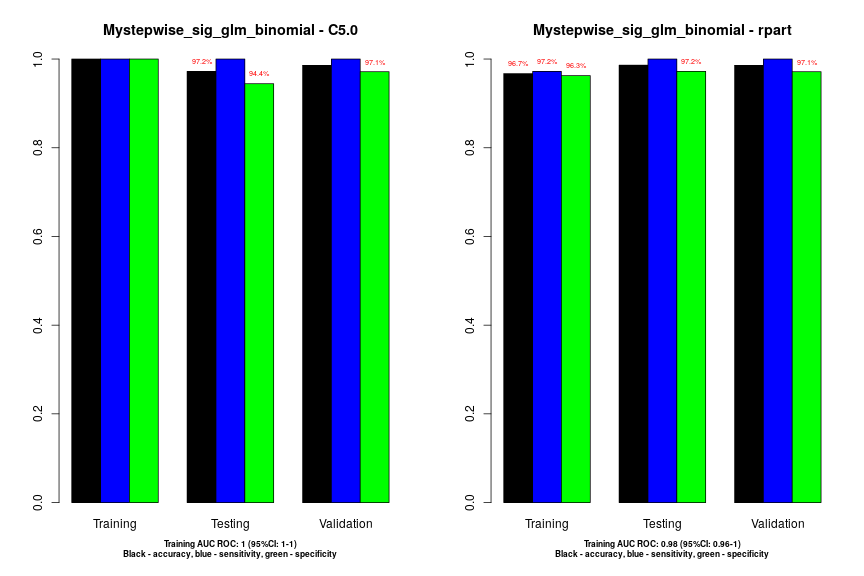 Mystepwise_sig_glm_binomial - C5.0
1.0
0.8
0.6
0.4
0.2
0.0
97.2%
94.4%
97.1%
Training Testing Validation
Training AUC ROC: 1 (95%CI: 1-1)
Black - accuracy, blue - sensitivity, green - specificity
Mystepwise_sig_glm_binomial - rpart
1.0
0.8
0.6
0.4
0.2
0.0
96.7% 97.2% 96.3%
97.2%
97.1%
Training Testing Validation
Training AUC ROC: 0.98 (95%CI: 0.96-1)
Black - accuracy, blue - sensitivity, green - specificity